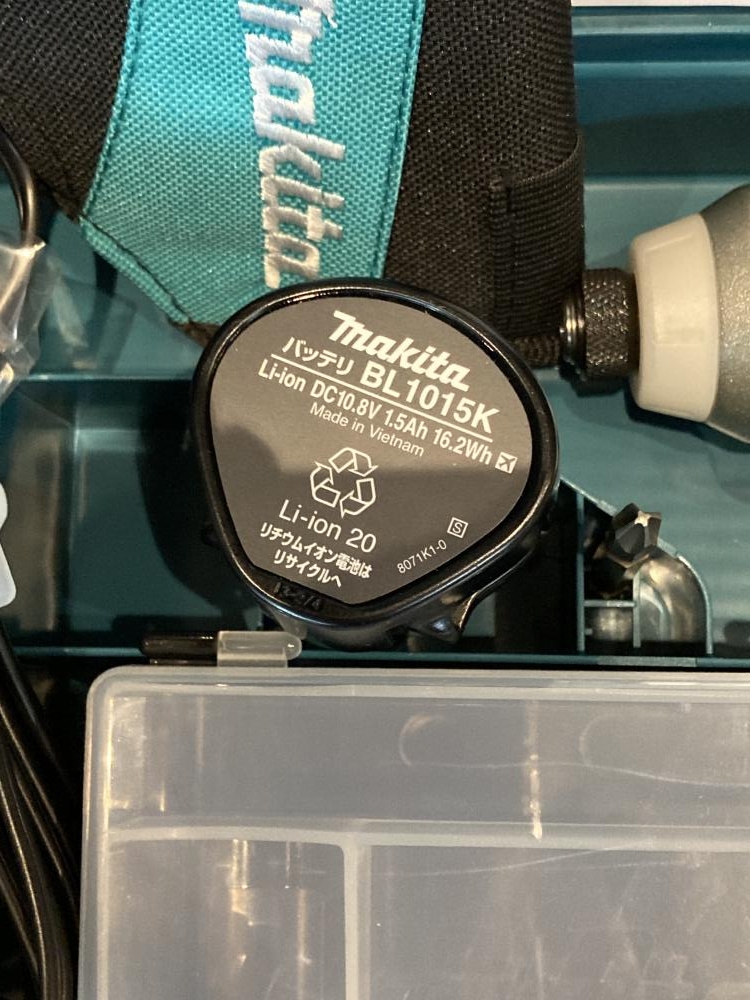 makita
makita
バッテリ BL1015K
Li-ion DC10.8V 1.5Ah 16.2Wh
Made in Vietnam
Li-ion 20
リチウムイオン電池は
リサイクルへ
S
8071K1-0